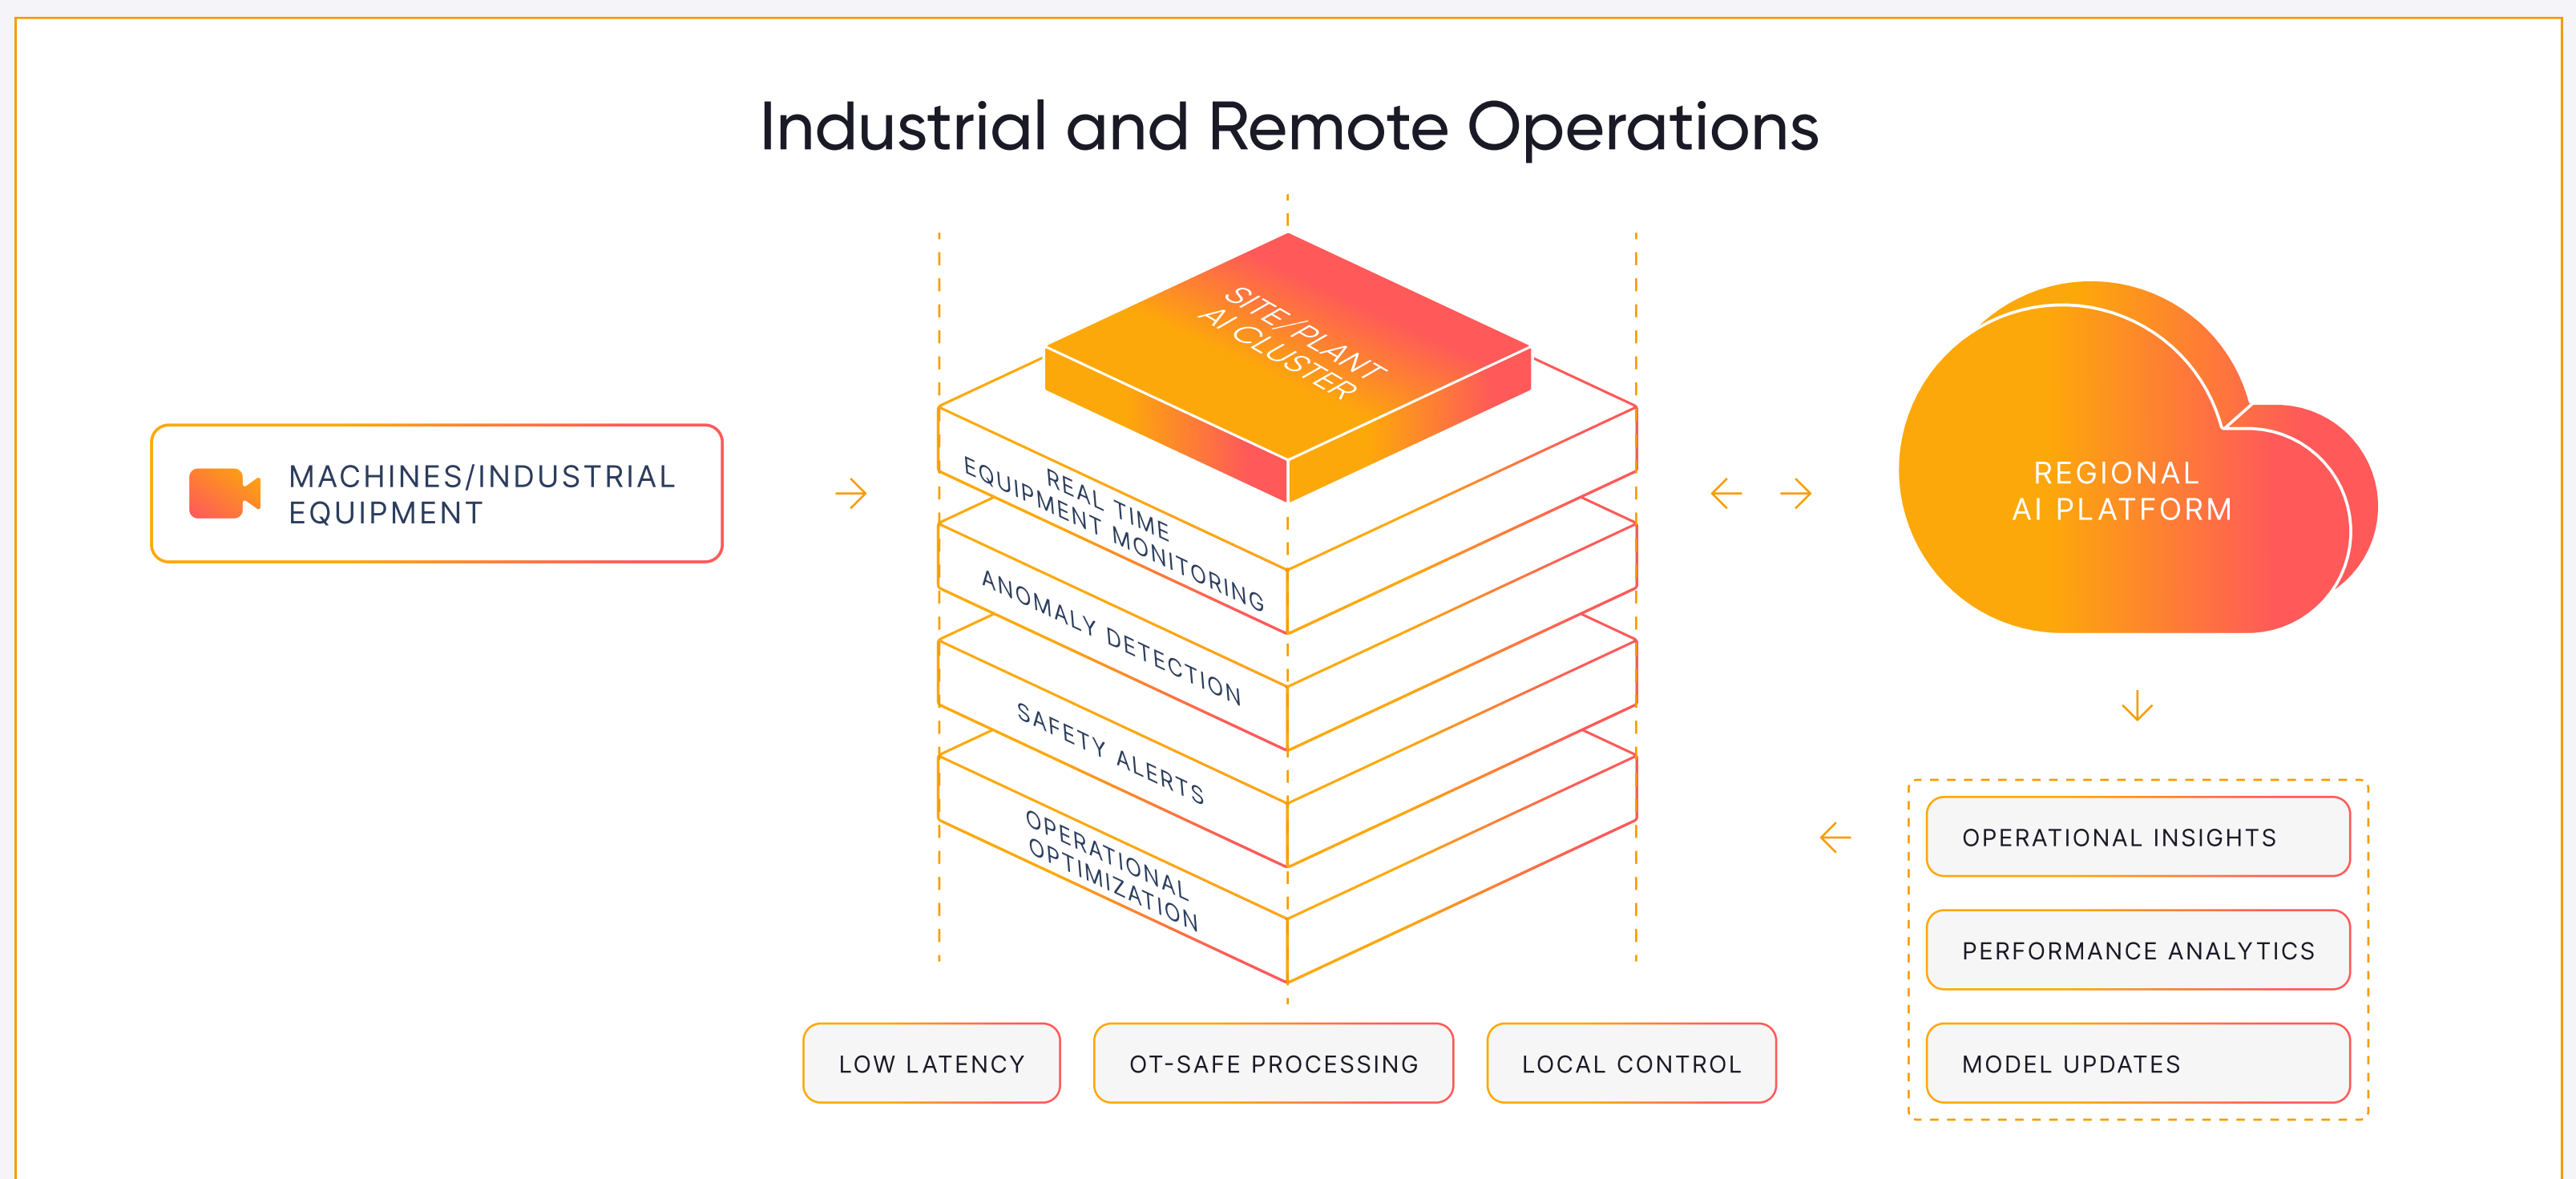 Industrial and Remote Operations
MACHINES/INDUSTRIAL
EQUIPMENT
SITE/PLANT
AI CLUSTER
REAL TIME
EQUIPMENT MONITORING
ANOMALY DETECTION
SAFETY ALERTS
OPERATIONAL
OPTIMIZATION
LOW LATENCY
OT-SAFE PROCESSING
LOCAL CONTROL
REGIONAL
AI PLATFORM
OPERATIONAL INSIGHTS
PERFORMANCE ANALYTICS
MODEL UPDATES